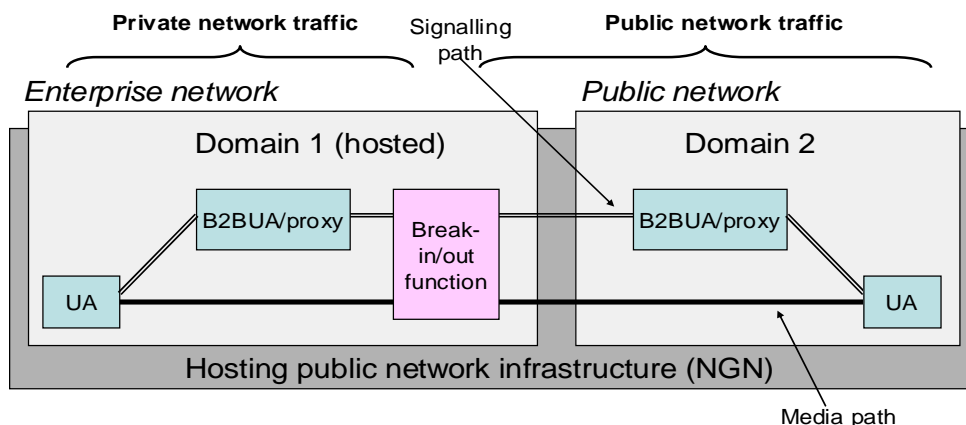 Private network traffic
Signalling
path
Public network traffic
Enterprise network
Public network
Domain 1 (hosted)
Domain 2
B2BUA/proxy
Break-
in/out
function
B2BUA/proxy
UA
UA
Hosting public network infrastructure (NGN)
Media path